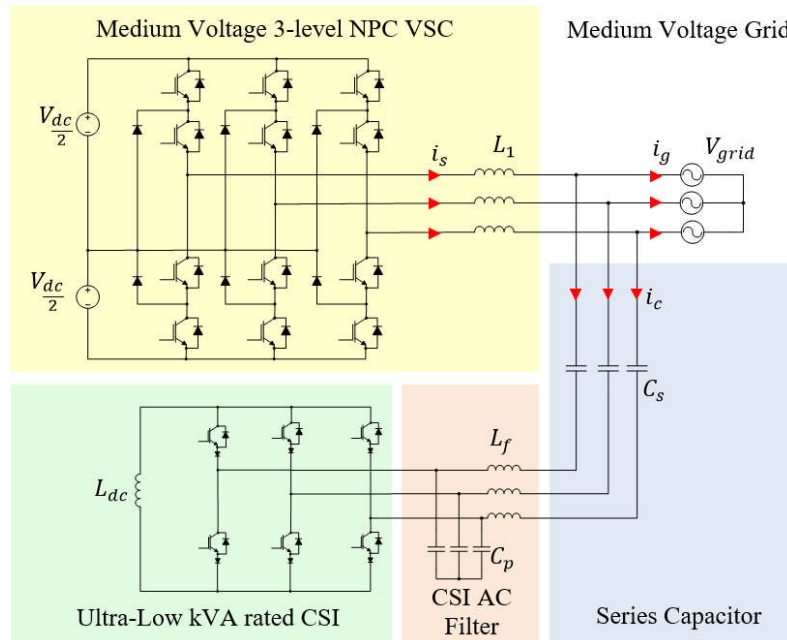 Medium Voltage 3-level NPC VSC
Medium Voltage Grid
V_dc/2
i_s
L_1
i_g
V_grid
V_dc/2
i_c
C_s
L_dc
L_f
C_p
Ultra-Low kVA rated CSI
CSI AC
Filter
Series Capacitor